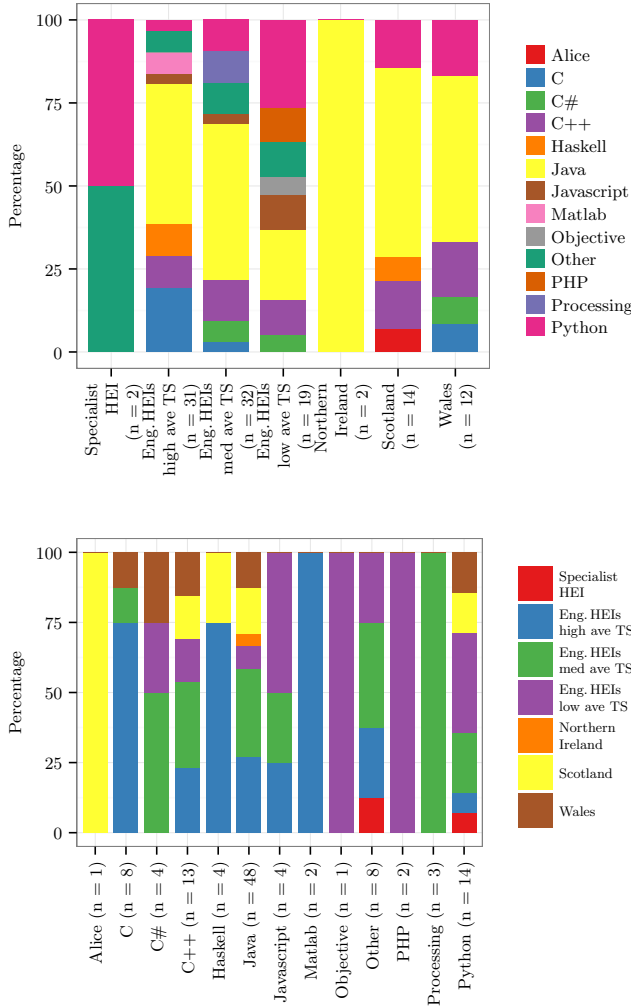 100
75
50
25
0
Percentage
Specialist
HEI
(n = 2)
Eng. HEIs
high ave TS
(n = 31)
Eng. HEIs
med ave TS
(n = 32)
Eng. HEIs
low ave TS
(n = 19)
Northern
Ireland
(n = 2)
Scotland
(n = 14)
Wales
(n = 12)
Alice
C
C#
C++
Haskell
Java
Javascript
Matlab
Objective
Other
PHP
Processing
Python
100
75
50
25
0
Percentage
Alice (n = 1)
C (n = 8)
C# (n = 4)
C++ (n = 13)
Haskell (n = 4)
Java (n = 48)
Javascript (n = 4)
Matlab (n = 2)
Objective (n = 1)
Other (n = 8)
PHP (n = 2)
Processing (n = 3)
Python (n = 14)
Specialist
HEI
Eng. HEIs
high ave TS
Eng. HEIs
med ave TS
Eng. HEIs
low ave TS
Northern
Ireland
Scotland
Wales